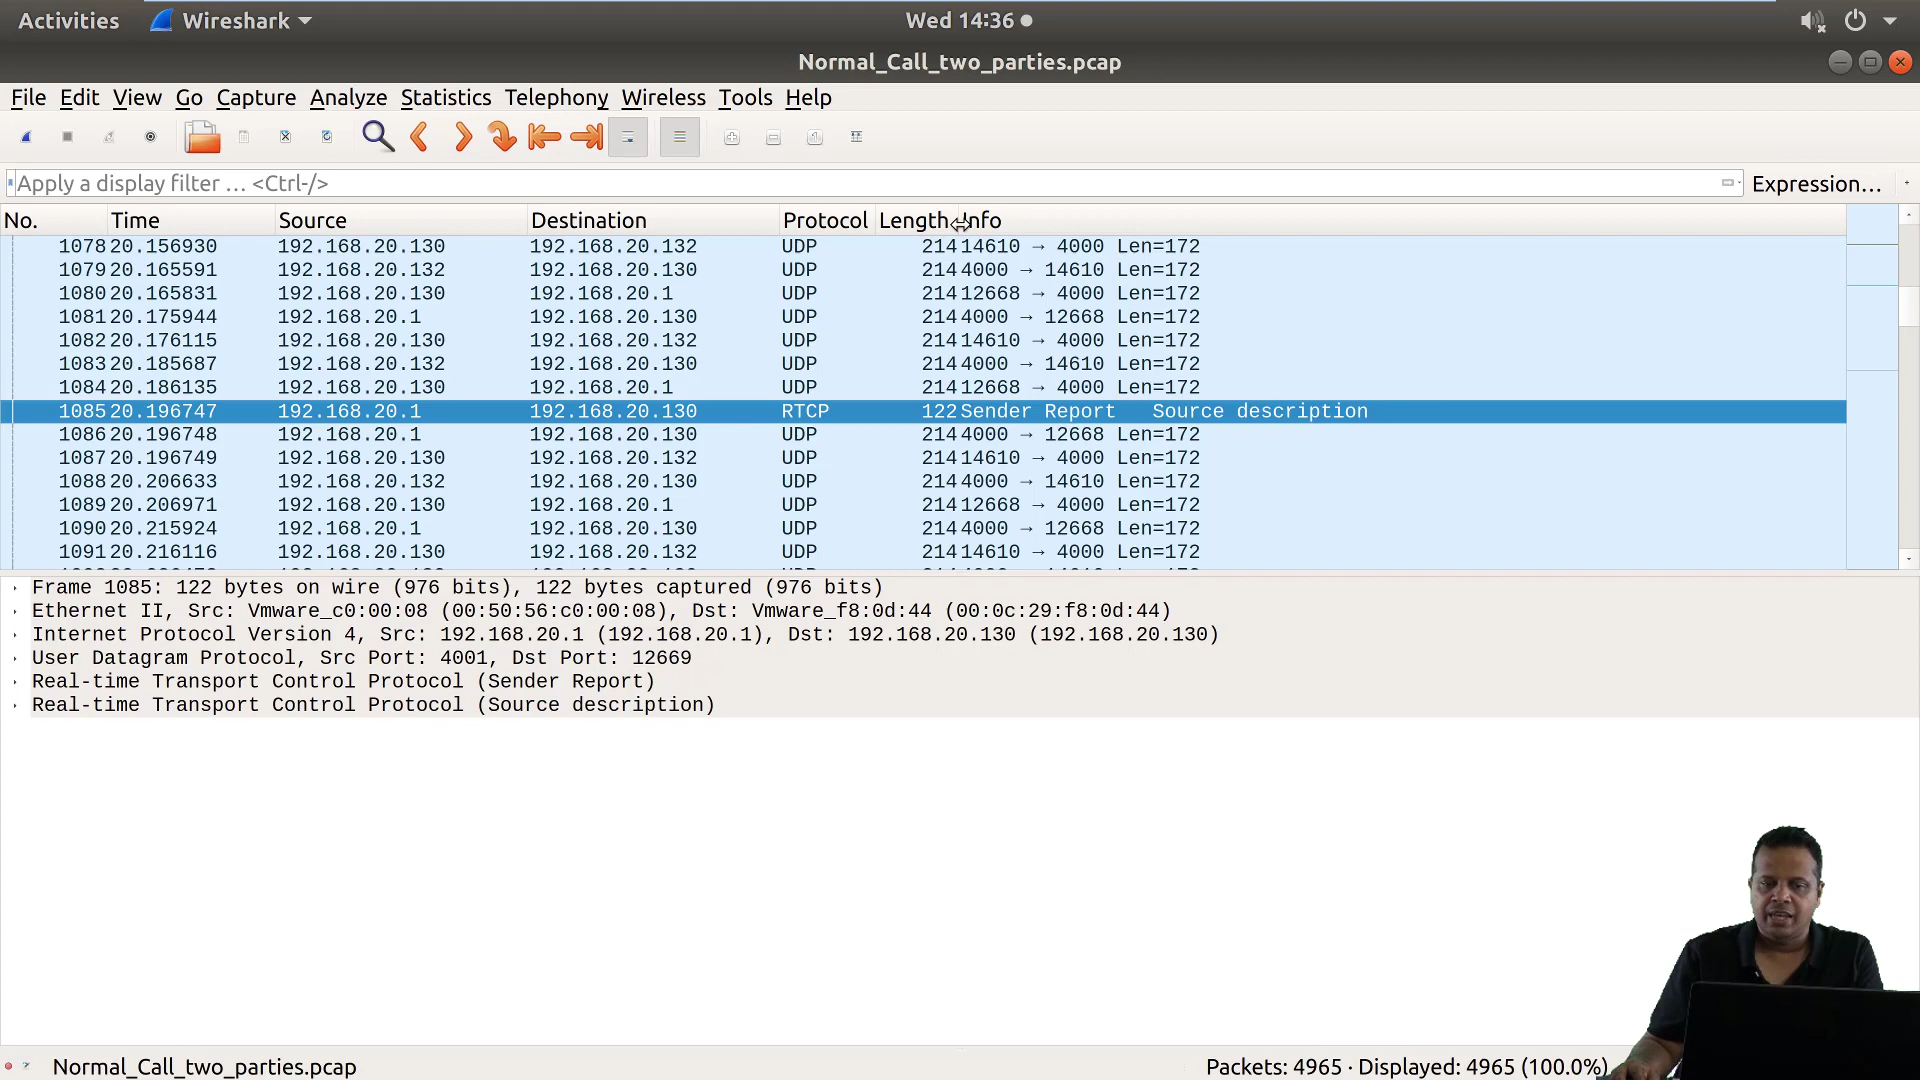 Activities Wireshark Wed 14:36
Normal_Call_two_parties.pcap
File Edit View Go Capture Analyze Statistics Telephony Wireless Tools Help
Apply a display filter … <Ctrl-/> Expression… +
No. Time Source Destination Protocol Length Info
1078 20.156930 192.168.20.130 192.168.20.132 UDP 214 14610 → 4000 Len=172
1079 20.165591 192.168.20.132 192.168.20.130 UDP 214 4000 → 14610 Len=172
1080 20.165831 192.168.20.130 192.168.20.1 UDP 214 12668 → 4000 Len=172
1081 20.175944 192.168.20.1 192.168.20.130 UDP 214 4000 → 12668 Len=172
1082 20.176115 192.168.20.130 192.168.20.132 UDP 214 14610 → 4000 Len=172
1083 20.185687 192.168.20.132 192.168.20.130 UDP 214 4000 → 14610 Len=172
1084 20.186135 192.168.20.130 192.168.20.1 UDP 214 12668 → 4000 Len=172
1085 20.196747 192.168.20.1 192.168.20.130 RTCP 122 Sender Report Source description
1086 20.196748 192.168.20.1 192.168.20.130 UDP 214 4000 → 12668 Len=172
1087 20.196749 192.168.20.130 192.168.20.132 UDP 214 14610 → 4000 Len=172
1088 20.206633 192.168.20.132 192.168.20.130 UDP 214 4000 → 14610 Len=172
1089 20.206971 192.168.20.130 192.168.20.1 UDP 214 12668 → 4000 Len=172
1090 20.215924 192.168.20.1 192.168.20.130 UDP 214 4000 → 12668 Len=172
1091 20.216116 192.168.20.130 192.168.20.132 UDP 214 14610 → 4000 Len=172
Frame 1085: 122 bytes on wire (976 bits), 122 bytes captured (976 bits)
Ethernet II, Src: Vmware_c0:00:08 (00:50:56:c0:00:08), Dst: Vmware_f8:0d:44 (00:0c:29:f8:0d:44)
Internet Protocol Version 4, Src: 192.168.20.1 (192.168.20.1), Dst: 192.168.20.130 (192.168.20.130)
User Datagram Protocol, Src Port: 4001, Dst Port: 12669
Real-time Transport Control Protocol (Sender Report)
Real-time Transport Control Protocol (Source description)
Normal_Call_two_parties.pcap Packets: 4965 · Displayed: 4965 (100.0%)